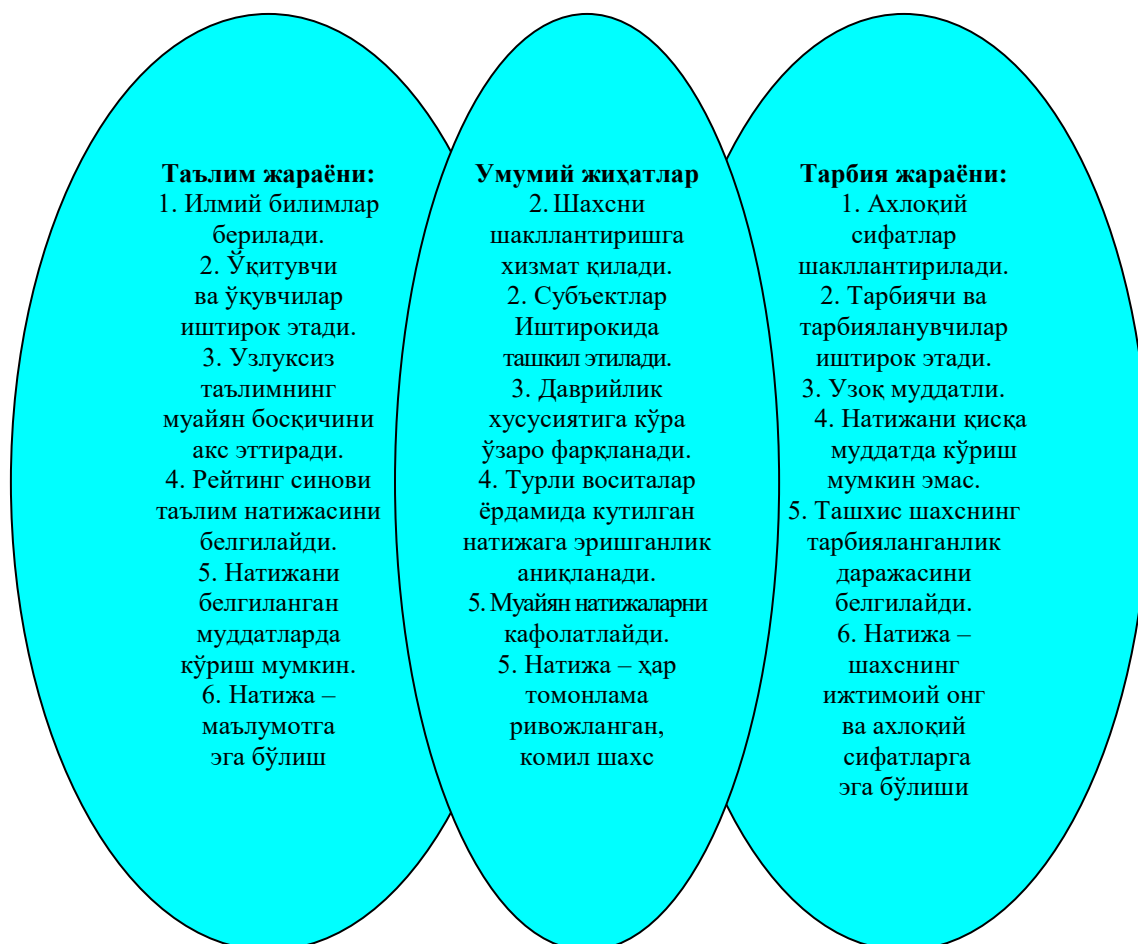 Таълим жараёни:
1. Илмий билимлар
берилади.
2. Ўқитувчи
ва ўқувчилар
иштирок этади.
3. Узлуксиз
таълимнинг
муайян босқичини
акс эттиради.
4. Рейтинг синови
таълим натижасини
белгилайди.
5. Натижани
белгиланган
муддатларда
кўриш мумкин.
6. Натижа –
маълумотга
эга бўлиш
Умумий жиҳатлар
2. Шахсни
шакллантиришга
хизмат қилади.
2. Субъектлар
Иштирокида
ташкил этилади.
3. Даврийлик
хусусиятига кўра
ўзаро фарқланади.
4. Турли воситалар
ёрдамида кутилган
натижага эришганлик
аниқланади.
5. Муайян натижаларни
кафолатлайди.
5. Натижа – ҳар
томонлама
ривожланган,
комил шахс
Тарбия жараёни:
1. Ахлоқий
сифатлар
шакллантирилади.
2. Тарбиячи ва
тарбияланувчилар
иштирок этади.
3. Узоқ муддатли.
4. Натижани қисқа
муддатда кўриш
мумкин эмас.
5. Ташхис шахснинг
тарбияланганлик
даражасини
белгилайди.
6. Натижа –
шахснинг
ижтимоий онг
ва ахлоқий
сифатларга
эга бўлиши